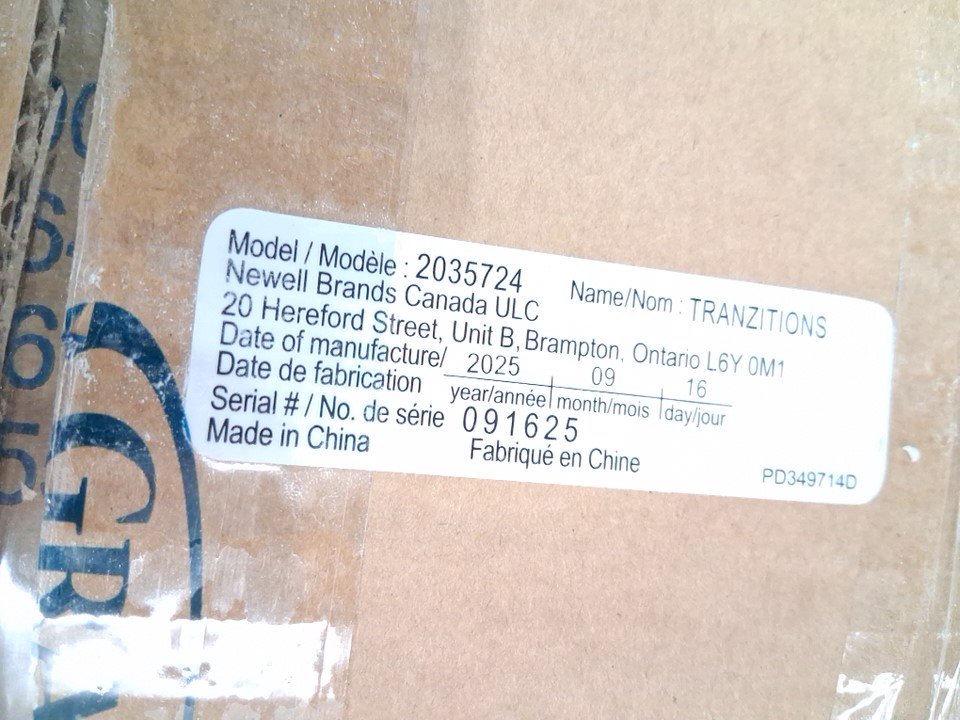 Model / Modèle : 2035724 Name/Nom : TRANZITIONS
Newell Brands Canada ULC
20 Hereford Street, Unit B, Brampton, Ontario L6Y 0M1
Date of manufacture/ 2025 09 16
Date de fabrication year/année month/mois day/jour
Serial # / No. de série 091625
Made in China Fabriqué en Chine
PD349714D
GRA